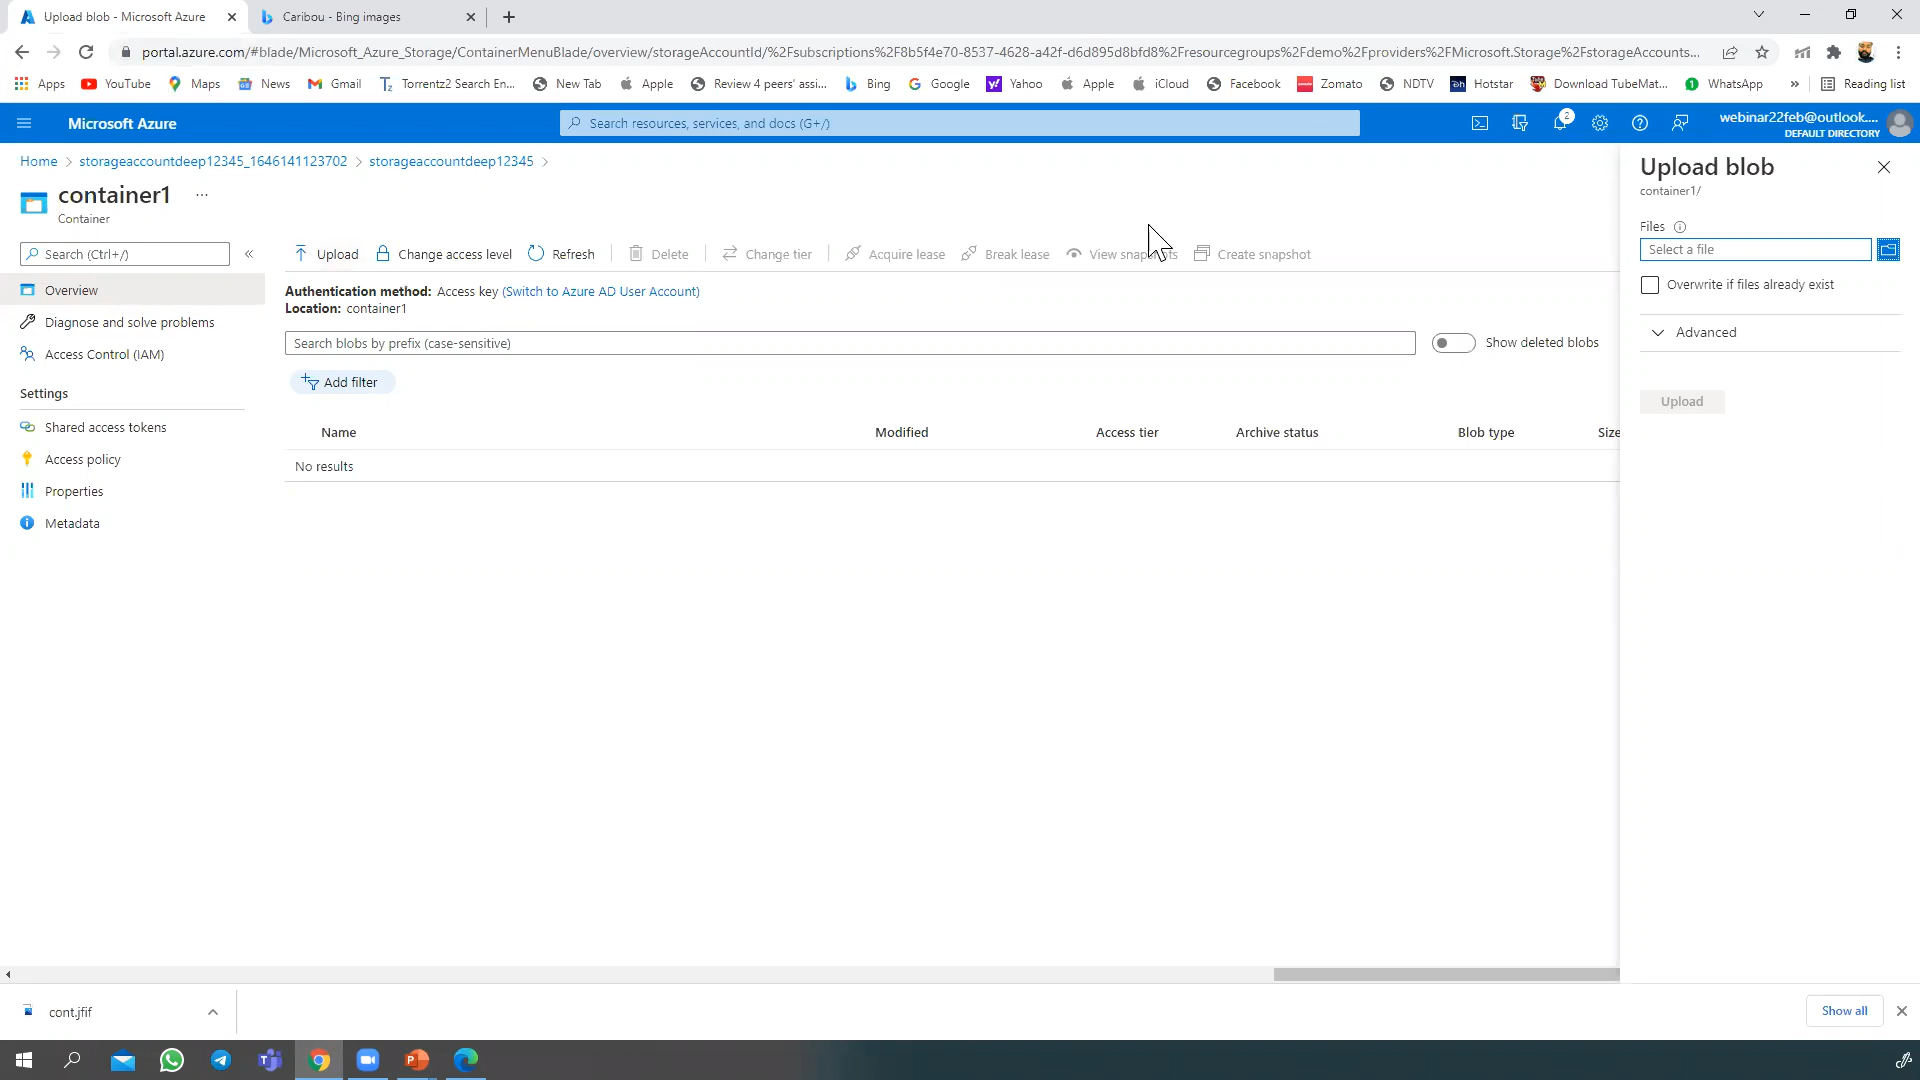 Upload blob - Microsoft Azure
Caribou - Bing images
portal.azure.com/#blade/Microsoft_Azure_Storage/ContainerMenuBlade/overview/storageAccountId/%2Fsubscriptions%2F8b5f4e70-8537-4628-a42f-d6d895d8bfd8%2Fresourcegroups%2Fdemo%2Fproviders%2FMicrosoft.Storage%2FstorageAccounts...
Apps YouTube Maps News Gmail Torrentz2 Search En... New Tab Apple Review 4 peers' assi... Bing Google Yahoo Apple iCloud Facebook Zomato NDTV Hotstar Download TubeMat... WhatsApp » Reading list
Microsoft Azure
Search resources, services, and docs (G+/)
2
webinar22feb@outlook....
DEFAULT DIRECTORY
Home > storageaccountdeep12345_1646141123702 > storageaccountdeep12345 >
container1 ...
Container
Search (Ctrl+/) «
Overview
Diagnose and solve problems
Access Control (IAM)
Settings
Shared access tokens
Access policy
Properties
Metadata
Upload Change access level Refresh Delete Change tier Acquire lease Break lease View snapshots Create snapshot
Authentication method: Access key (Switch to Azure AD User Account)
Location: container1
Search blobs by prefix (case-sensitive)
Show deleted blobs
Add filter
Name Modified Access tier Archive status Blob type Size
No results
Upload blob
container1/
Files
Select a file
Overwrite if files already exist
Advanced
Upload
cont.jfif
Show all